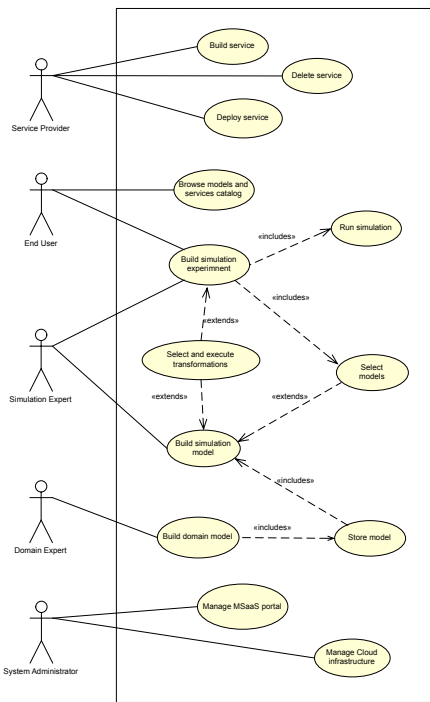 Build service
Delete service
Service Provider
Deploy service
Browse models and
services catalog
End User
Run simulation
«includes»
Build simulation
experimnent
«includes»
«extends»
Select and execute
transformations
Select
models
Simulation Expert
«extends»
«extends»
Build simulation
model
«includes»
Build domain model
«includes»
Store model
Domain Expert
Manage MSaaS portal
Manage Cloud
infrastructure
System Administrator